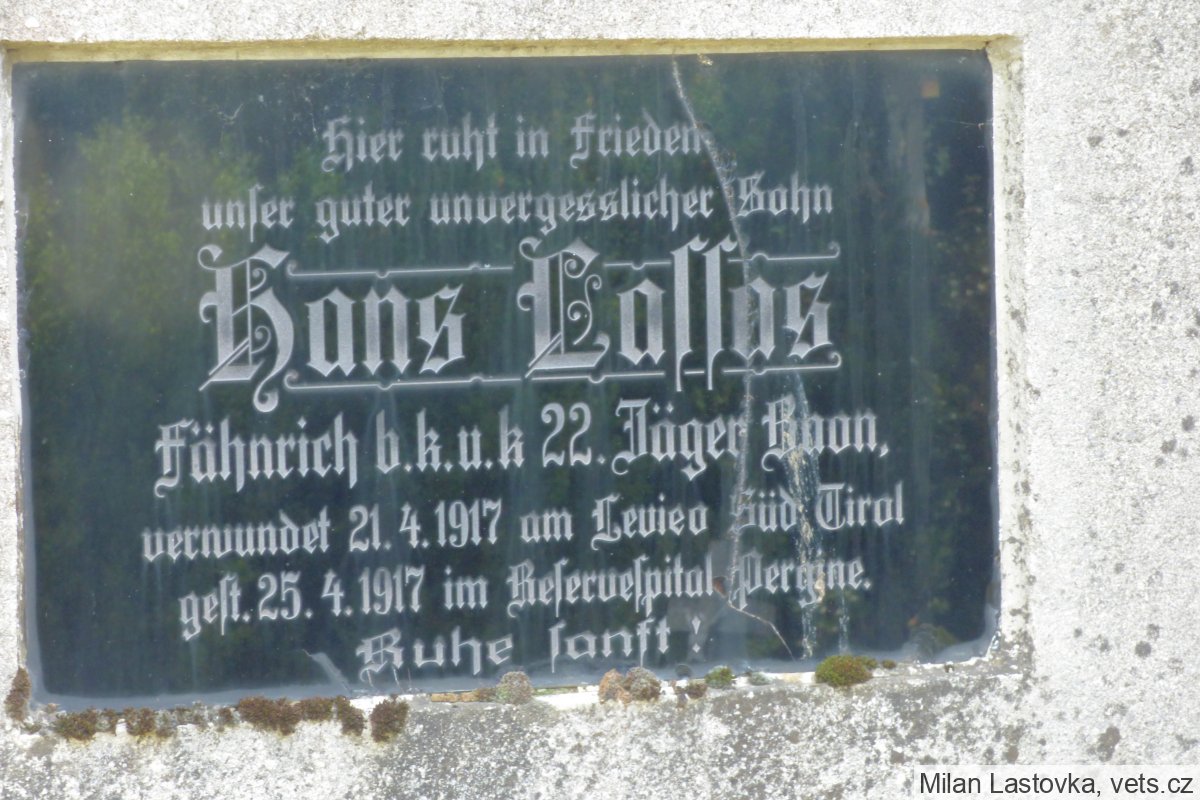 Hier ruht in Frieden
unſer guter unvergesslicher Sohn
Hans Laſſas
Fähnrich b. k. u. k 22. Jäger Baon,
verwundet 21. 4. 1917 am Levieo Süd Tirol
geſt. 25. 4. 1917 im Reſerveſpital Pergine.
Ruhe ſanft !
Milan Lastovka, vets.cz